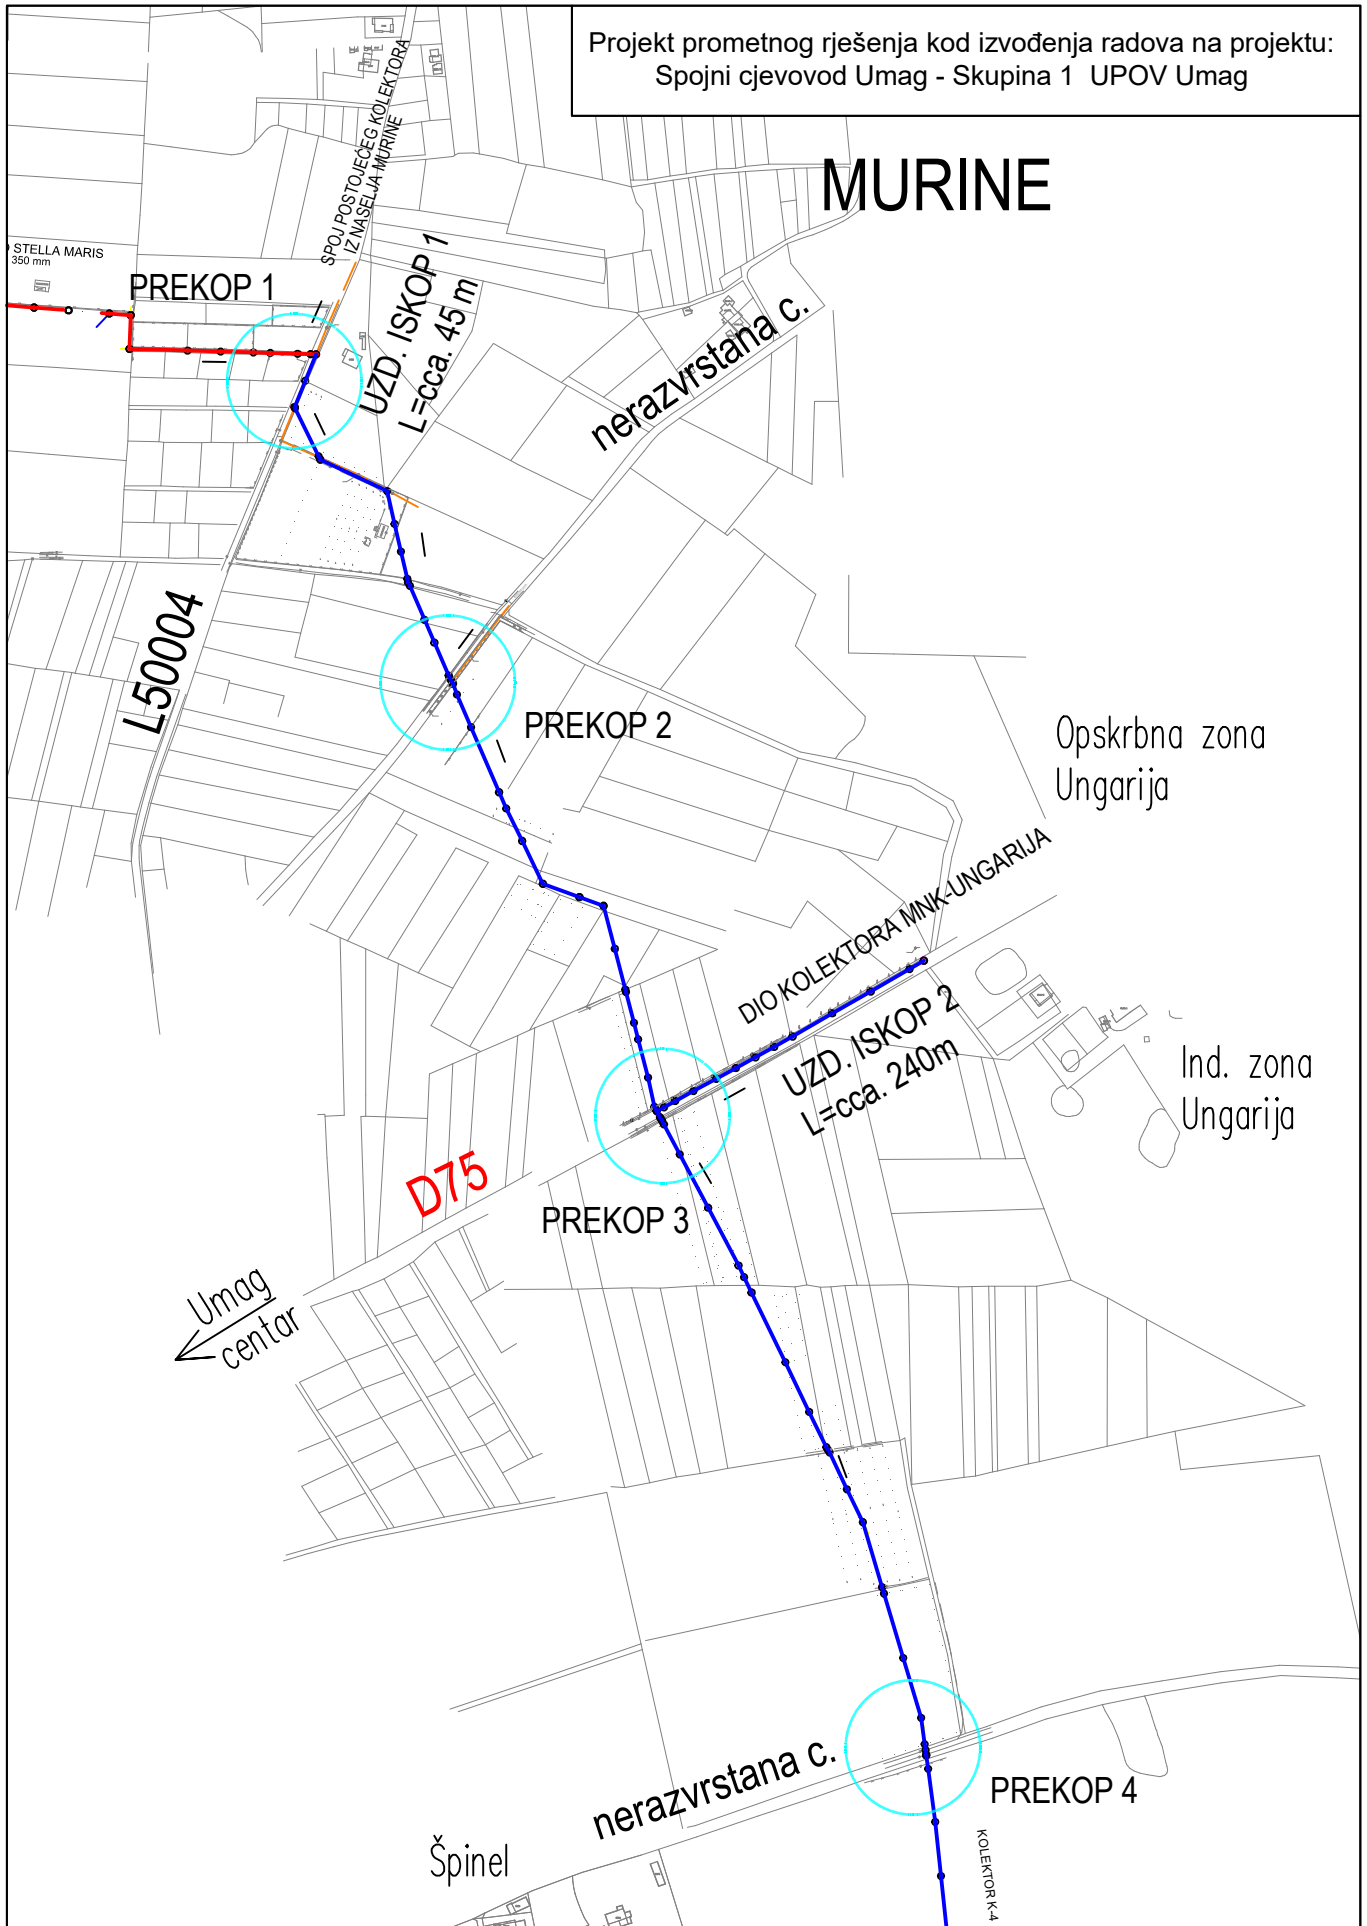 Projekt prometnog rješenja kod izvođenja radova na projektu:
Spojni cjevovod Umag - Skupina 1 UPOV Umag
MURINE
SPOJ POSTOJEĆEG KOLEKTORA
IZ NASELJA MURINE
STELLA MARIS
350 mm
PREKOP 1
UZD. ISKOP 1
L=cca. 45 m
nerazvrstana c.
L50004
PREKOP 2
Opskrbna zona
Ungarija
DIO KOLEKTORA MNK-UNGARIJA
UZD. ISKOP 2
L=cca. 240m
Ind. zona
Ungarija
D75
PREKOP 3
Umag
centar
nerazvrstana c.
PREKOP 4
Špinel
KOLEKTOR K-4